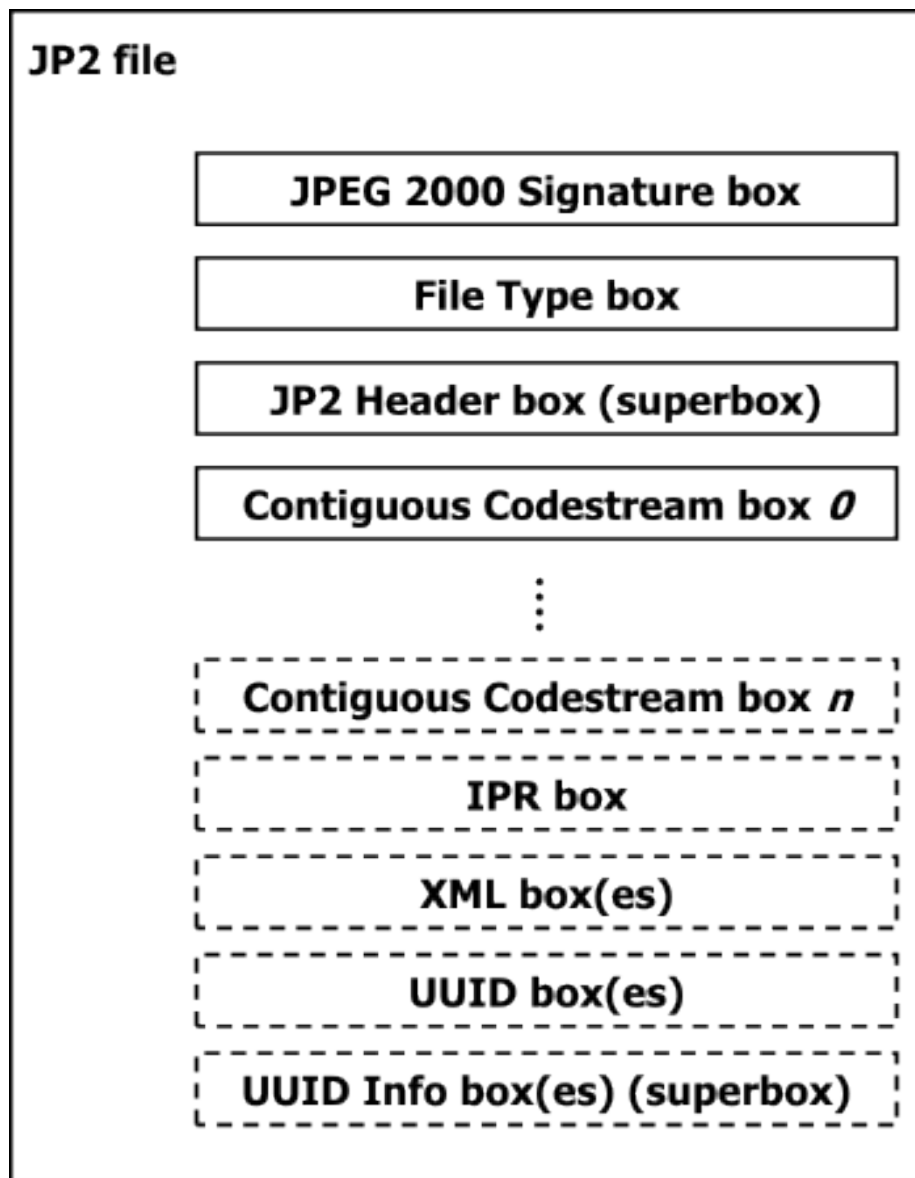 JP2 file
JPEG 2000 Signature box
File Type box
JP2 Header box (superbox)
Contiguous Codestream box 0
Contiguous Codestream box n
IPR box
XML box(es)
UUID box(es)
UUID Info box(es) (superbox)